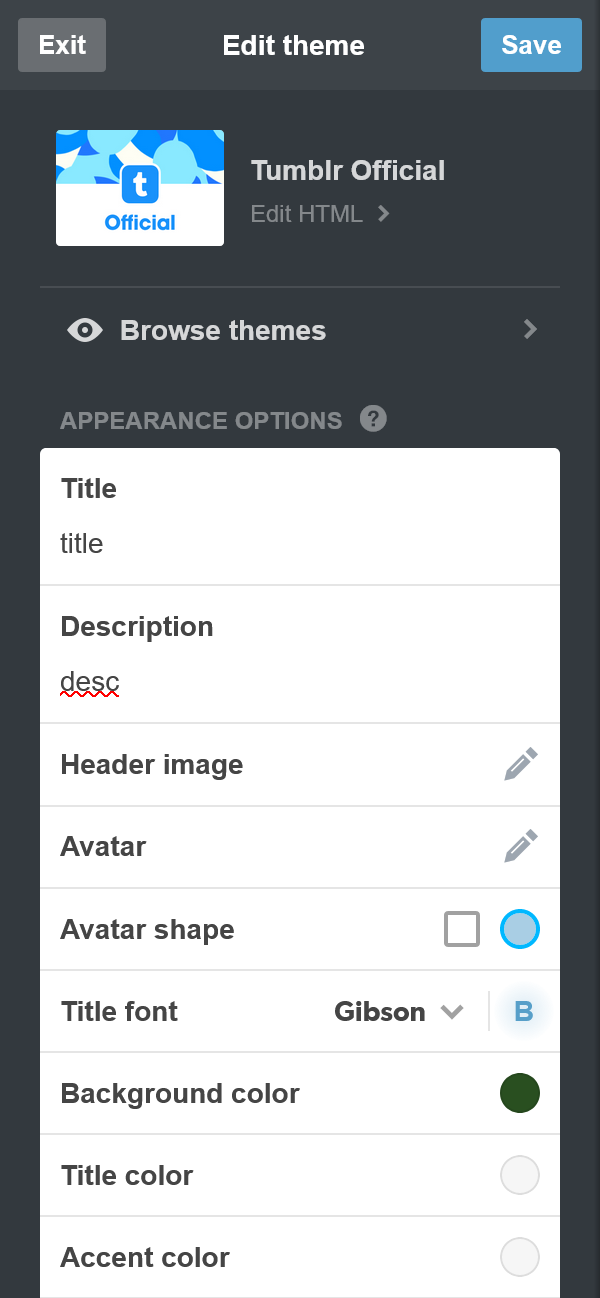 Exit
Edit theme
Save
t
Official
Tumblr Official
Edit HTML
Browse themes
APPEARANCE OPTIONS ?
Title
title
Description
desc
Header image
Avatar
Avatar shape
Title font Gibson B
Background color
Title color
Accent color